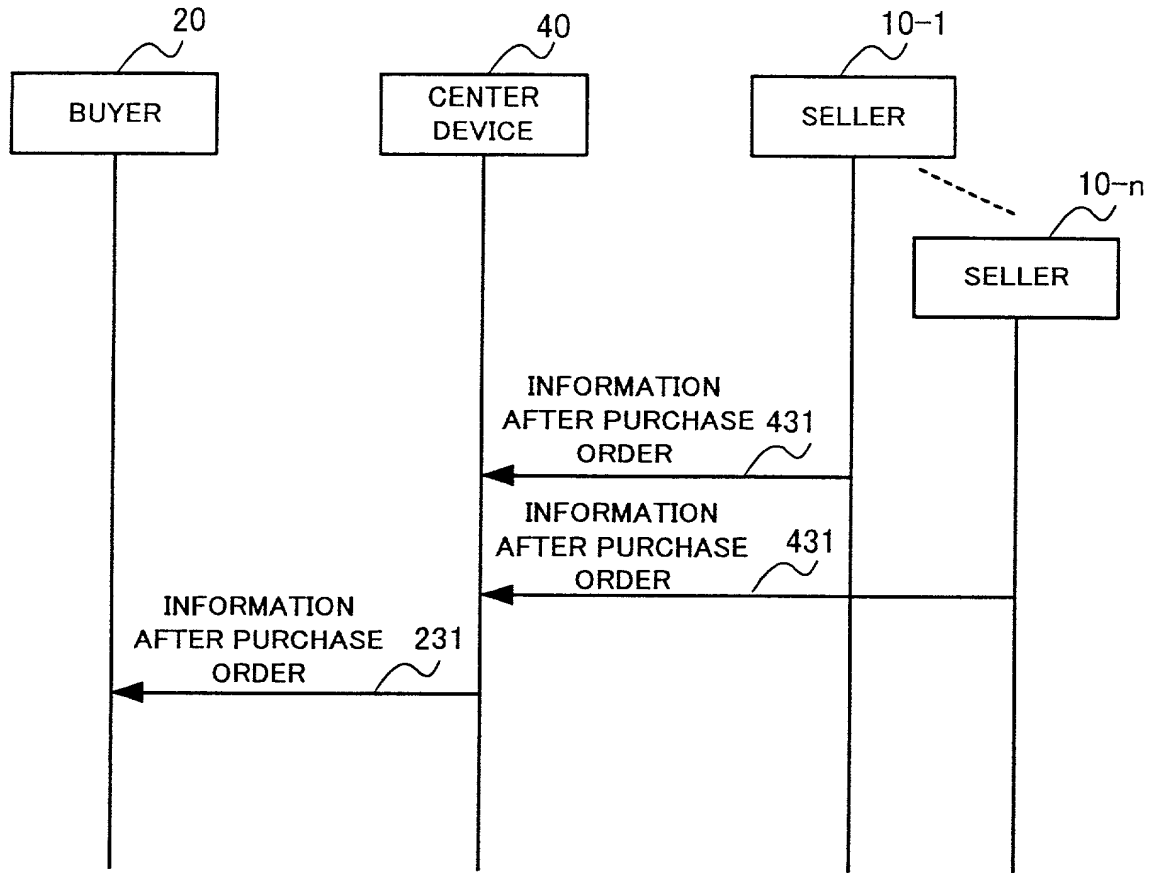 20
40
10-1
BUYER
CENTER
DEVICE
SELLER
10-n
SELLER
INFORMATION
AFTER PURCHASE
ORDER
431
INFORMATION
AFTER PURCHASE
ORDER
431
INFORMATION
AFTER PURCHASE
ORDER
231